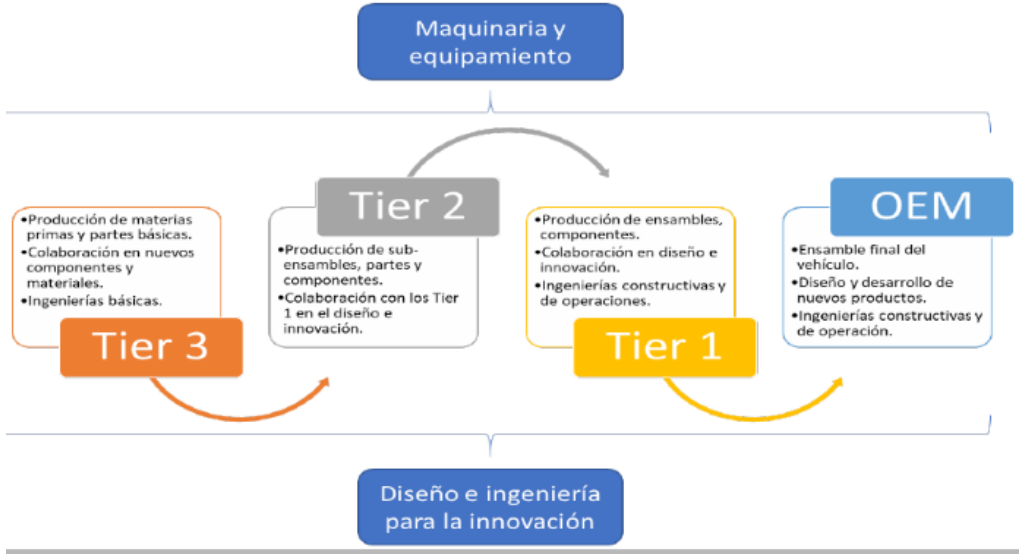 Maquinaria y
equipamiento
•Producción de materias
primas y partes básicas.
•Colaboración en nuevos
componentes y
materiales.
•Ingenierías básicas.
Tier 3
Tier 2
•Producción de sub-
ensambles, partes y
componentes.
•Colaboración con los Tier
1 en el diseño e
innovación.
•Producción de ensambles,
componentes.
•Colaboración en diseño e
innovación.
•Ingenierías constructivas y
de operaciones.
Tier 1
OEM
•Ensamble final del
vehículo.
•Diseño y desarrollo de
nuevos productos.
•Ingenierías constructivas y
de operación.
Diseño e ingeniería
para la innovación